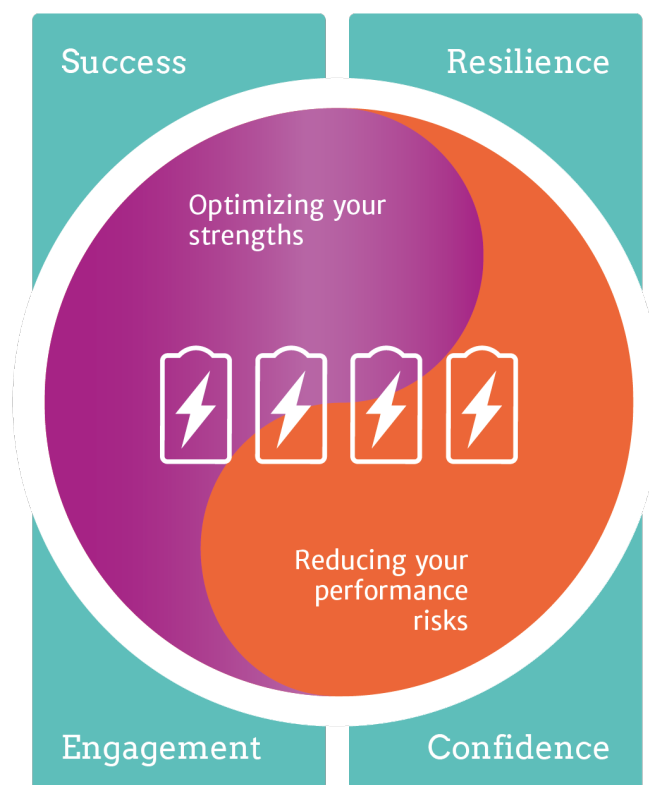 Success
Resilience
Optimizing your
strengths
Reducing your
performance
risks
Engagement
Confidence